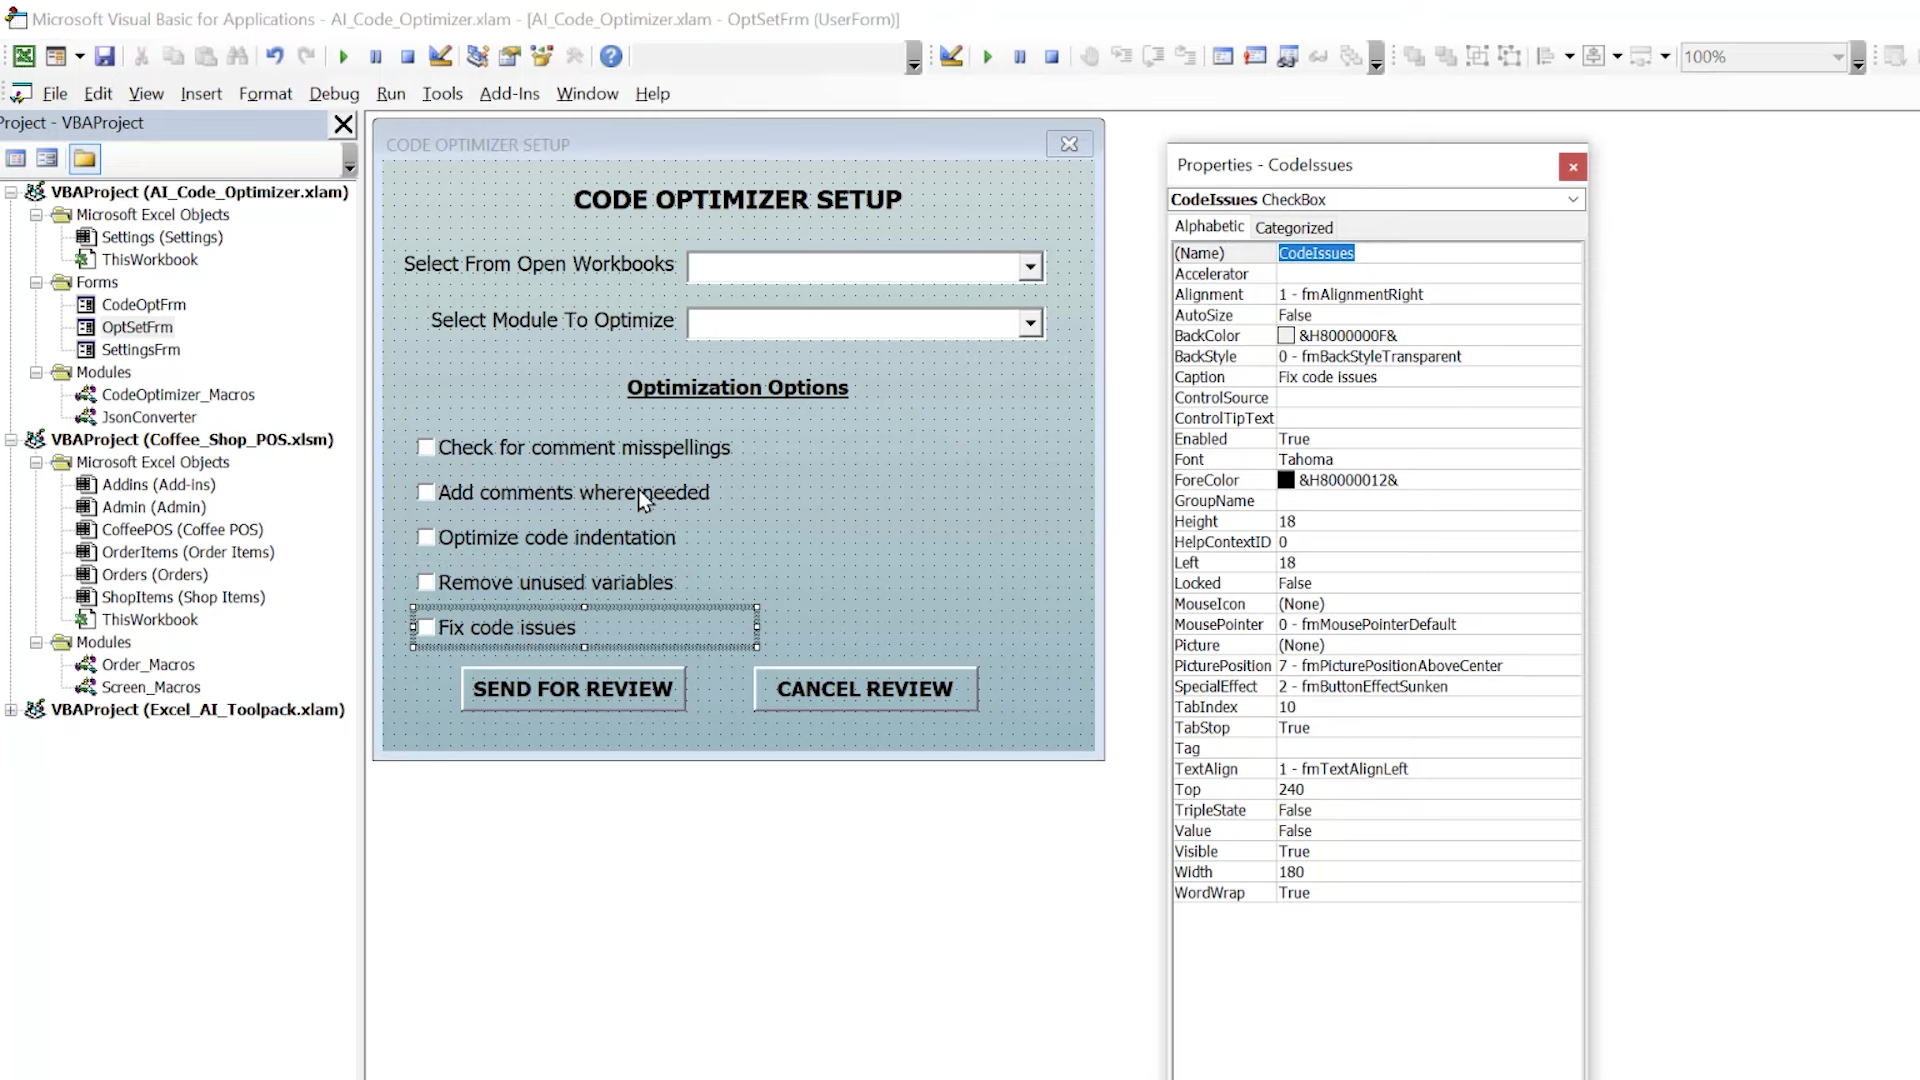 Microsoft Visual Basic for Applications - AI_Code_Optimizer.xlam - [AI_Code_Optimizer.xlam - OptSetFrm (UserForm)]
100%
File Edit View Insert Format Debug Run Tools Add-Ins Window Help
Project - VBAProject
VBAProject (AI_Code_Optimizer.xlam)
Microsoft Excel Objects
Settings (Settings)
ThisWorkbook
Forms
CodeOptFrm
OptSetFrm
SettingsFrm
Modules
CodeOptimizer_Macros
JsonConverter
VBAProject (Coffee_Shop_POS.xlsm)
Microsoft Excel Objects
Addins (Add-ins)
Admin (Admin)
CoffeePOS (Coffee POS)
OrderItems (Order Items)
Orders (Orders)
ShopItems (Shop Items)
ThisWorkbook
Modules
Order_Macros
Screen_Macros
VBAProject (Excel_AI_Toolpack.xlam)
CODE OPTIMIZER SETUP
CODE OPTIMIZER SETUP
Select From Open Workbooks
Select Module To Optimize
Optimization Options
Check for comment misspellings
Add comments where needed
Optimize code indentation
Remove unused variables
Fix code issues
SEND FOR REVIEW CANCEL REVIEW
Properties - CodeIssues
CodeIssues CheckBox
Alphabetic Categorized
(Name) CodeIssues
Accelerator
Alignment 1 - fmAlignmentRight
AutoSize False
BackColor &H8000000F&
BackStyle 0 - fmBackStyleTransparent
Caption Fix code issues
ControlSource
ControlTipText
Enabled True
Font Tahoma
ForeColor &H80000012&
GroupName
Height 18
HelpContextID 0
Left 18
Locked False
MouseIcon (None)
MousePointer 0 - fmMousePointerDefault
Picture (None)
PicturePosition 7 - fmPicturePositionAboveCenter
SpecialEffect 2 - fmButtonEffectSunken
TabIndex 10
TabStop True
Tag
TextAlign 1 - fmTextAlignLeft
Top 240
TripleState False
Value False
Visible True
Width 180
WordWrap True